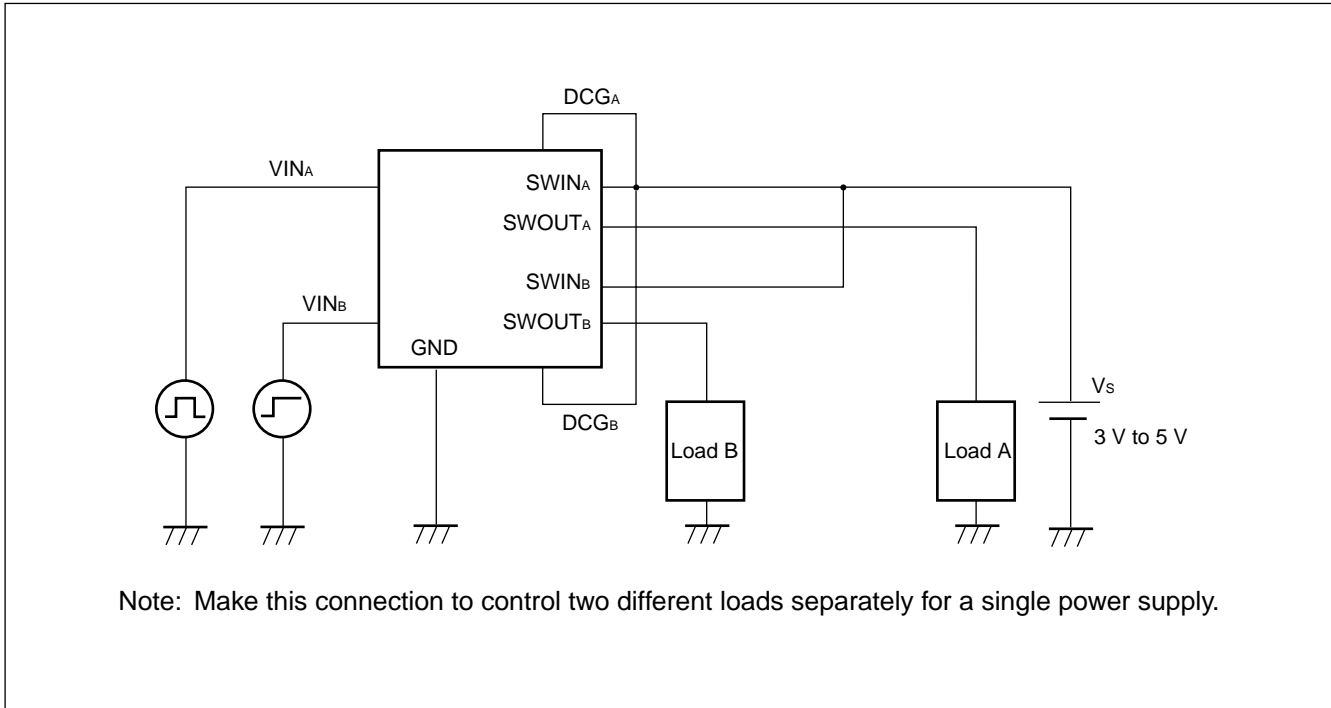 DCGA
VINA
SWINA
SWOUTA
SWINB
VINB
SWOUTB
GND
VS
DCGB
3 V to 5 V
Load B
Load A
Note: Make this connection to control two different loads separately for a single power supply.